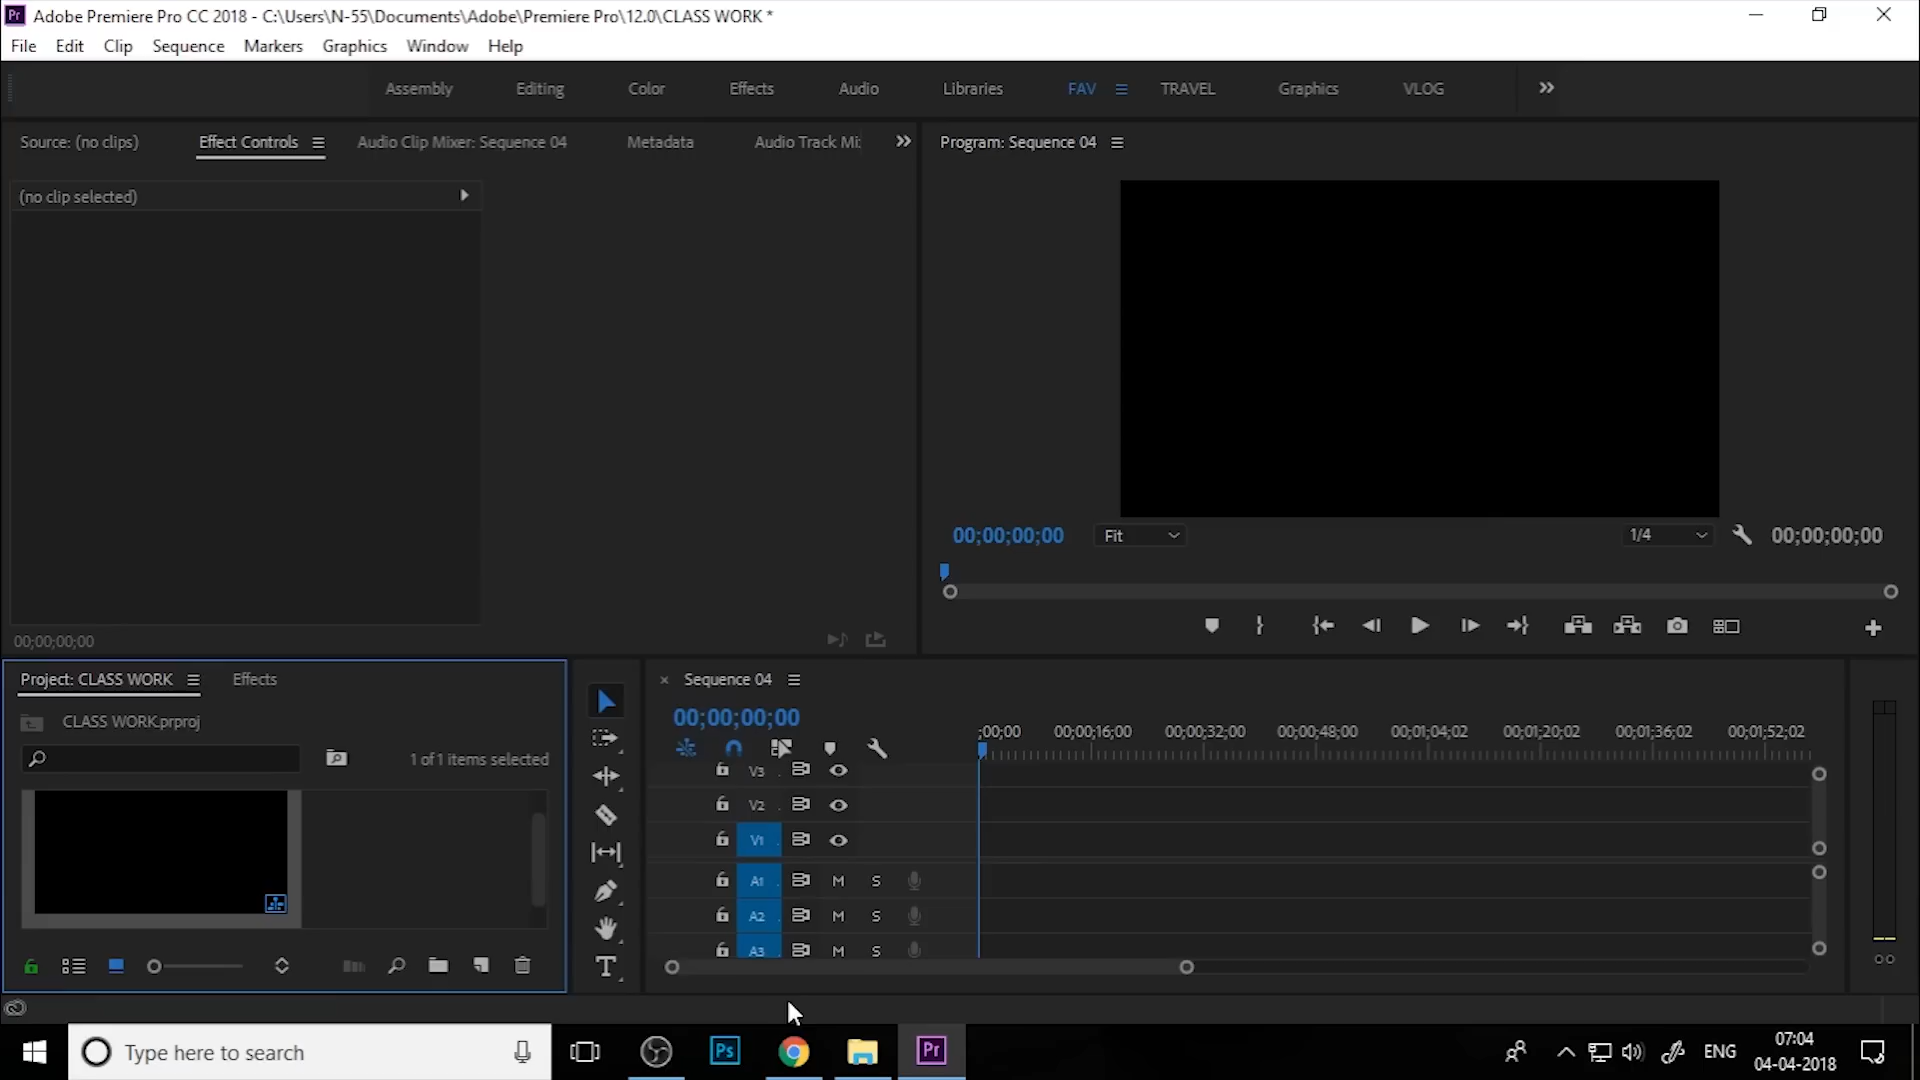 Pr Adobe Premiere Pro CC 2018 - C:\Users\N-55\Documents\Adobe\Premiere Pro\12.0\CLASS WORK *
File Edit Clip Sequence Markers Graphics Window Help
Assembly Editing Color Effects Audio Libraries FAV TRAVEL Graphics VLOG
Source: (no clips) Effect Controls Audio Clip Mixer: Sequence 04 Metadata Audio Track Mi: Program: Sequence 04
(no clip selected)
00;00;00;00 Fit 1/4 00;00;00;00
00;00;00;00
Project: CLASS WORK Effects Sequence 04
CLASS WORK.prproj 00;00;00;00
;00;00 00;00;16;00 00;00;32;00 00;00;48;00 00;01;04;02 00;01;20;02 00;01;36;02 00;01;52;02
1 of 1 items selected
V3
V2
V1
A1 M S
A2 M S
A3 M S
T
Type here to search Ps Pr ENG 07:04
04-04-2018